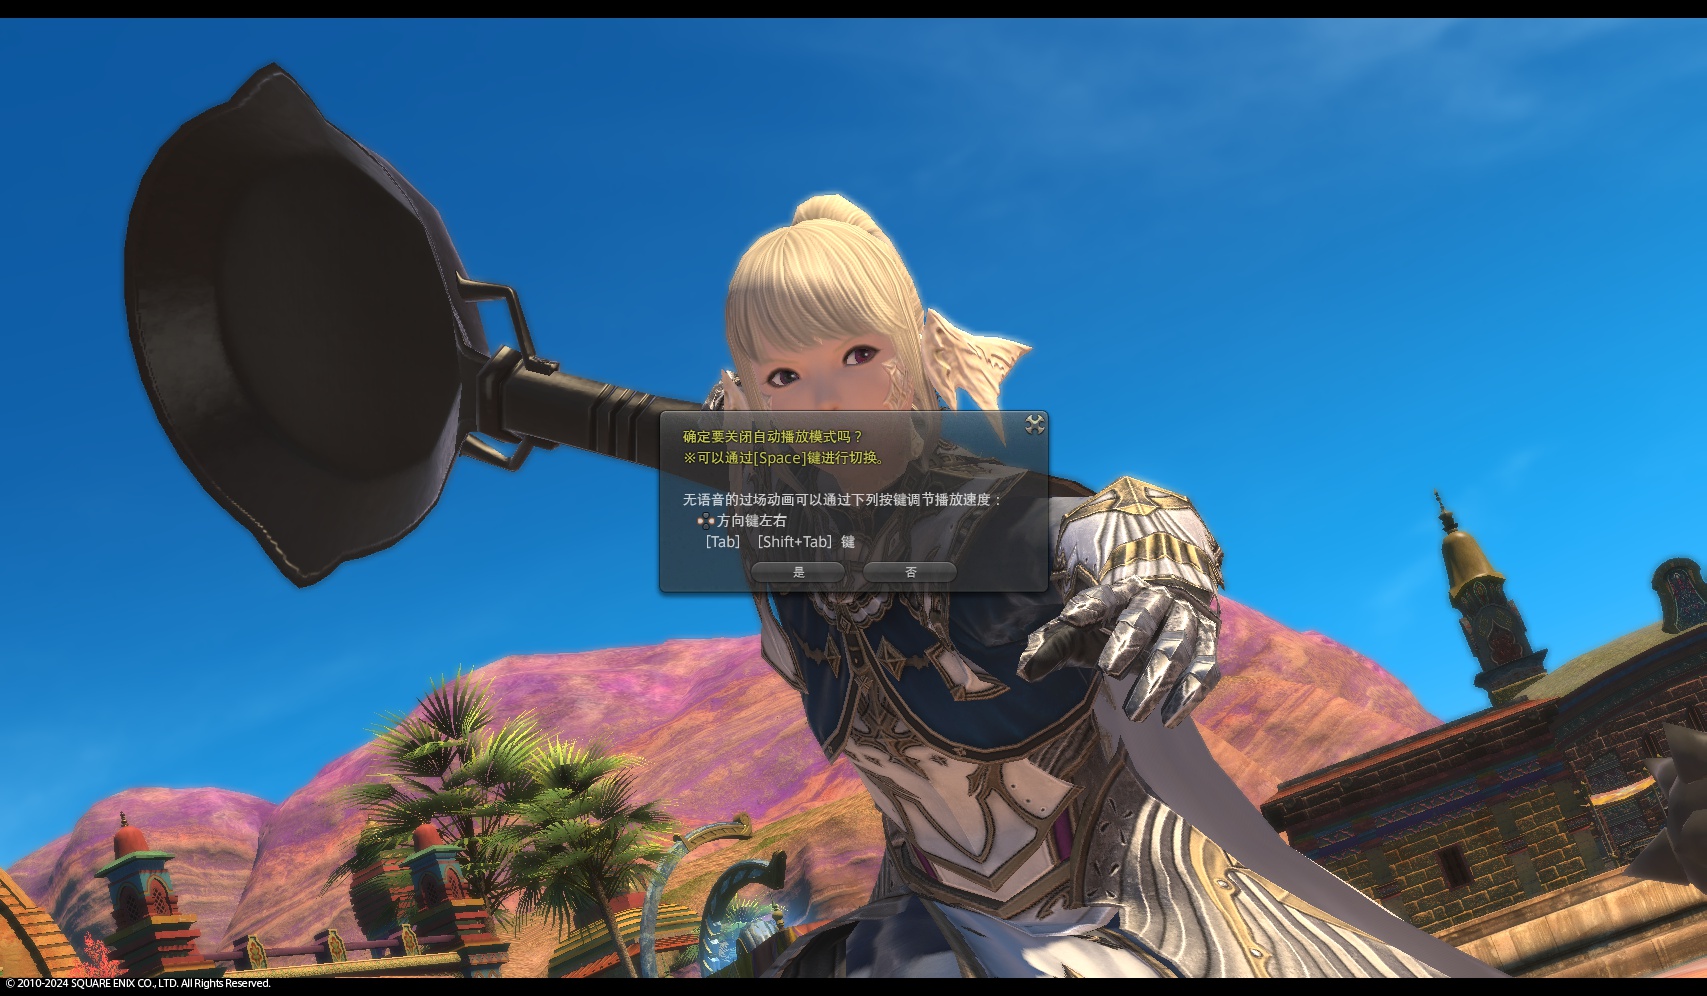 确定要关闭自动播放模式吗？
※可以通过[Space]键进行切换。
无语音的过场动画可以通过下列按键调节播放速度：
方向键左右
[Tab] [Shift+Tab] 键
是 否
© 2010-2024 SQUARE ENIX CO., LTD. All Rights Reserved.